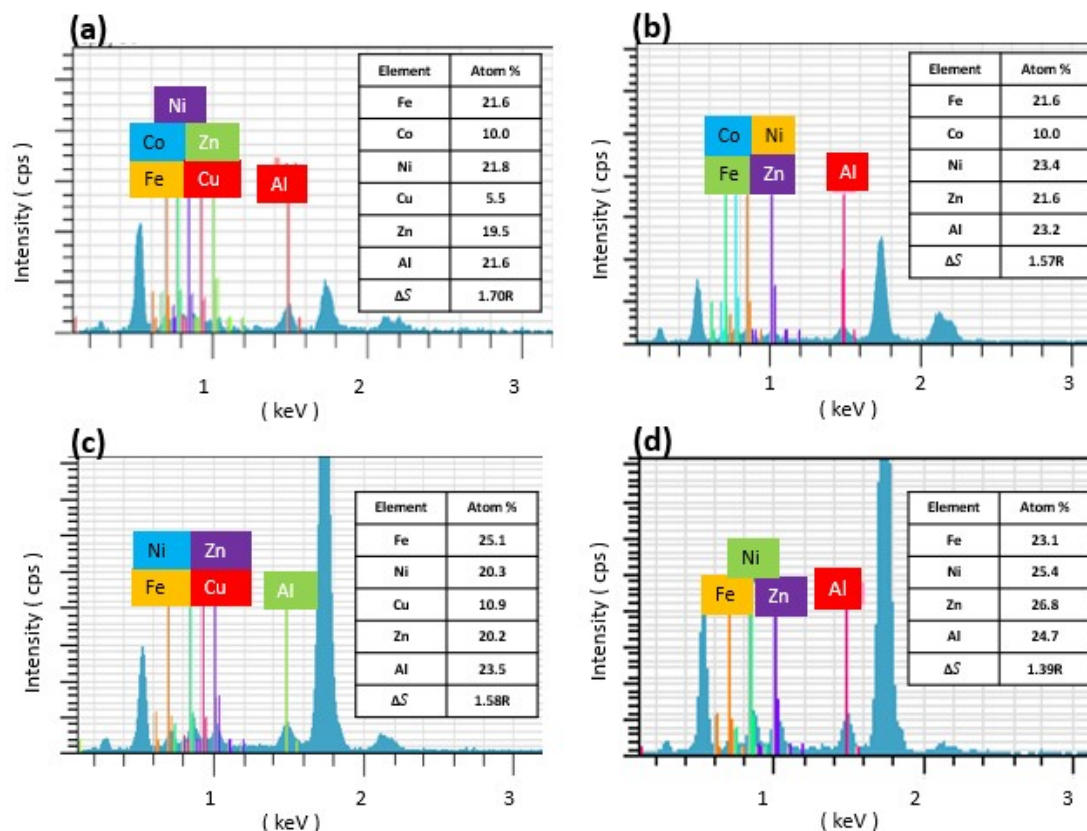 (a)
Intensity ( cps)
Ni
Co Zn
Fe Cu Al
Element Atom %
Fe 21.6
Co 10.0
Ni 21.8
Cu 5.5
Zn 19.5
Al 21.6
ΔS 1.70R
1 2 3
( keV )
(b)
Intensity ( cps)
Co Ni
Fe Zn Al
Element Atom %
Fe 21.6
Co 10.0
Ni 23.4
Zn 21.6
Al 23.2
ΔS 1.57R
1 2 3
( keV )
(c)
Intensity ( cps)
Ni Zn
Fe Cu Al
Element Atom %
Fe 25.1
Ni 20.3
Cu 10.9
Zn 20.2
Al 23.5
ΔS 1.58R
1 2 3
( keV )
(d)
Intensity ( cps)
Ni
Fe Zn Al
Element Atom %
Fe 23.1
Ni 25.4
Zn 26.8
Al 24.7
ΔS 1.39R
1 2 3
( keV )